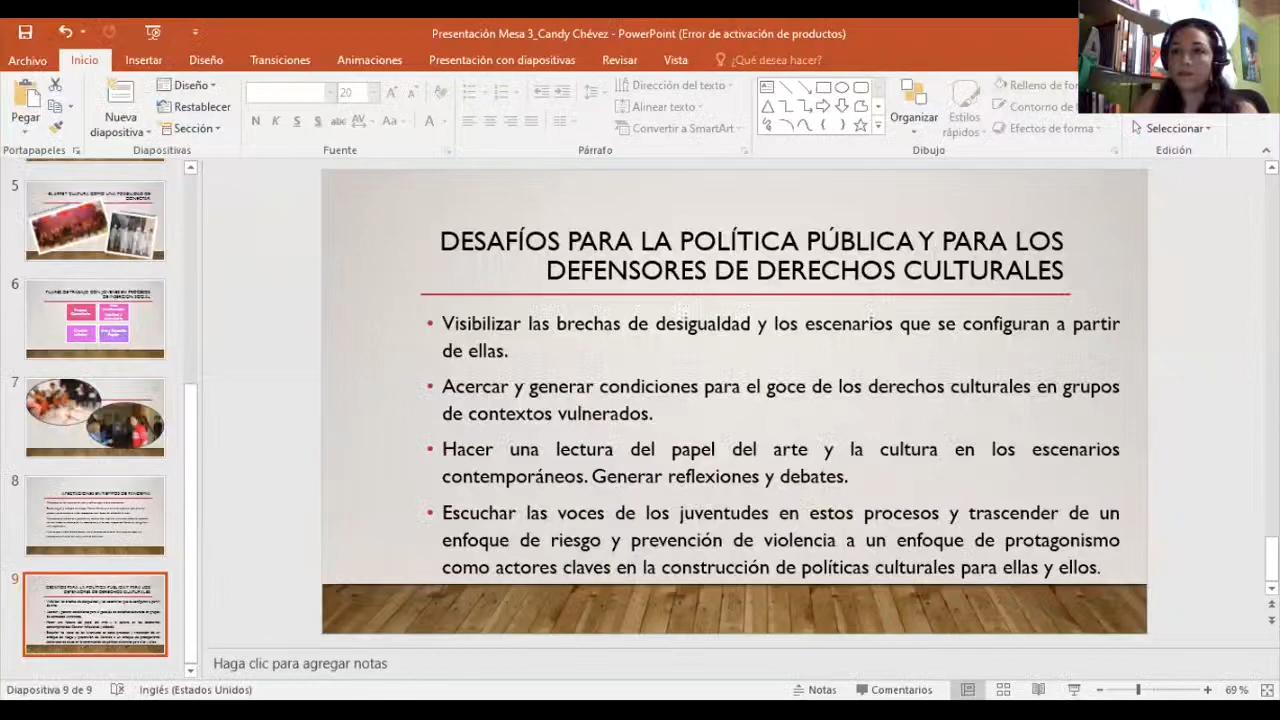 Presentación Mesa 3_Candy Chévez - PowerPoint (Error de activación de productos)
Archivo Inicio Insertar Diseño Transiciones Animaciones Presentación con diapositivas Revisar Vista ¿Qué desea hacer?
Pegar
Portapapeles
Nueva diapositiva
Diseño
Restablecer
Sección
Diapositivas
20
N K S S abc AV Aa A
Fuente
Dirección del texto
Alinear texto
Convertir a SmartArt
Párrafo
Organizar
Estilos rápidos
Relleno de
Contorno de
Efectos de forma
Dibujo
Seleccionar
Edición
5
6
7
8
9
DESAFÍOS PARA LA POLÍTICA PÚBLICA Y PARA LOS
DEFENSORES DE DERECHOS CULTURALES
• Visibilizar las brechas de desigualdad y los escenarios que se configuran a partir
de ellas.
• Acercar y generar condiciones para el goce de los derechos culturales en grupos
de contextos vulnerados.
• Hacer una lectura del papel del arte y la cultura en los escenarios
contemporáneos. Generar reflexiones y debates.
• Escuchar las voces de los juventudes en estos procesos y trascender de un
enfoque de riesgo y prevención de violencia a un enfoque de protagonismo
como actores claves en la construcción de políticas culturales para ellas y ellos.
Haga clic para agregar notas
Diapositiva 9 de 9 Inglés (Estados Unidos) Notas Comentarios 69 %